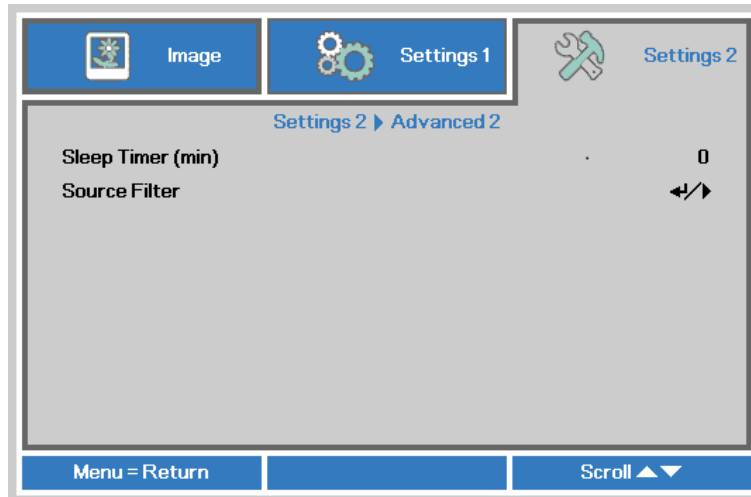 Image
Settings 1
Settings 2
Settings 2 ▶ Advanced 2
Sleep Timer (min) 0
Source Filter ↵/▶
Menu = Return
Scroll ▲▼